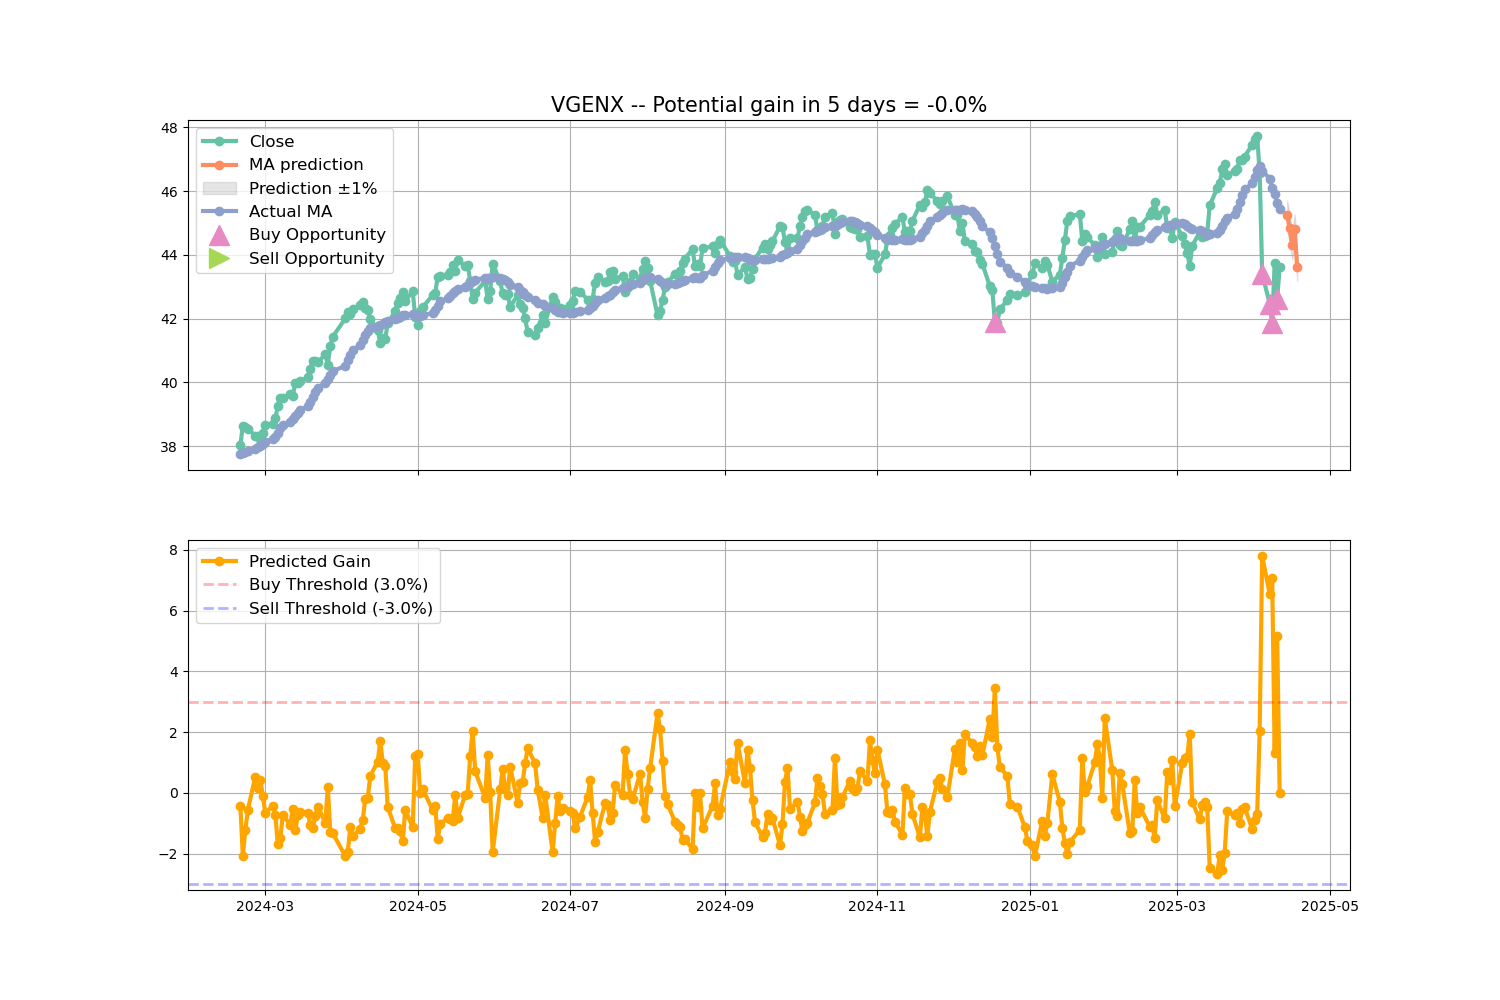 VGENX -- Potential gain in 5 days = -0.0%
48
46
44
42
40
38
Close
MA prediction
Prediction ±1%
Actual MA
Buy Opportunity
Sell Opportunity
8
6
4
2
0
−2
Predicted Gain
Buy Threshold (3.0%)
Sell Threshold (-3.0%)
2024-03
2024-05
2024-07
2024-09
2024-11
2025-01
2025-03
2025-05